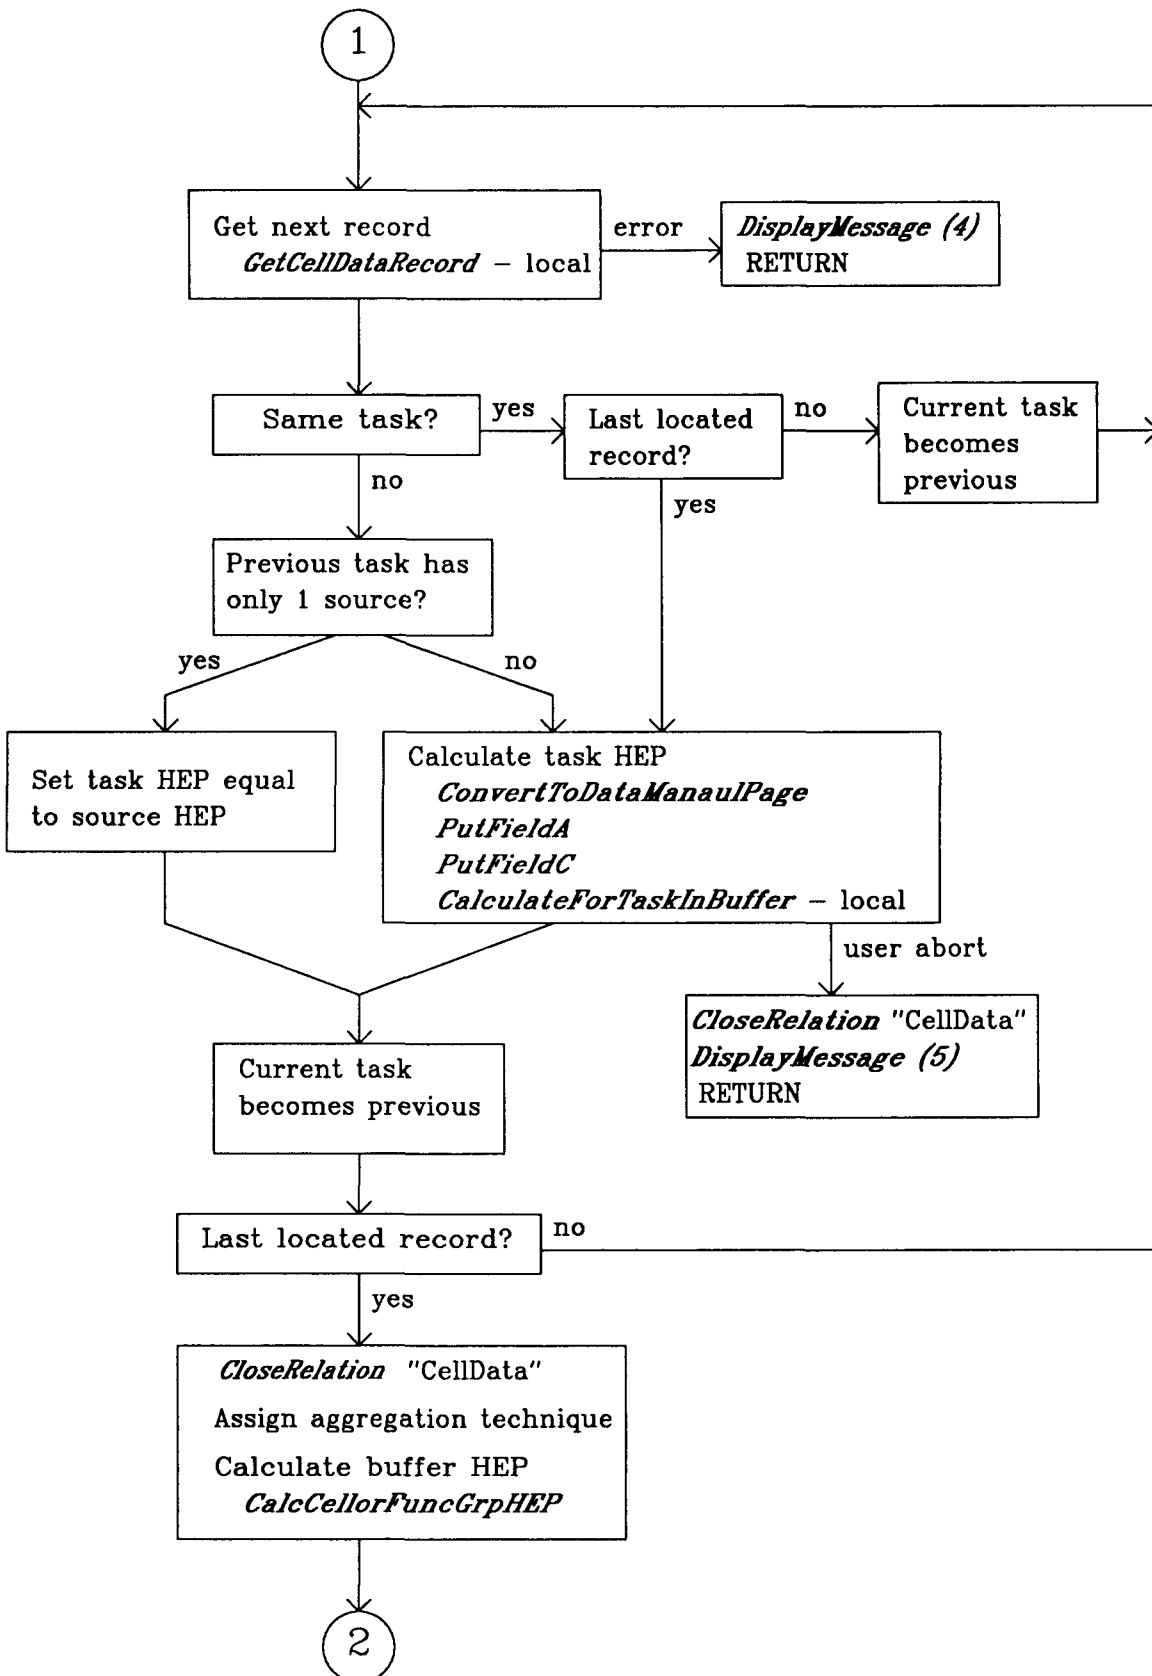 1
Get next record
GetCellDataRecord – local
error
DisplayMessage (4)
RETURN
Same task?
yes
Last located
record?
no
Current task
becomes
previous
no
yes
Previous task has
only 1 source?
yes
no
Set task HEP equal
to source HEP
Calculate task HEP
ConvertToDataManaulPage
PutFieldA
PutFieldC
CalculateForTaskInBuffer – local
user abort
CloseRelation "CellData"
DisplayMessage (5)
RETURN
Current task
becomes previous
Last located record?
no
yes
CloseRelation "CellData"
Assign aggregation technique
Calculate buffer HEP
CalcCellorFuncGrpHEP
2